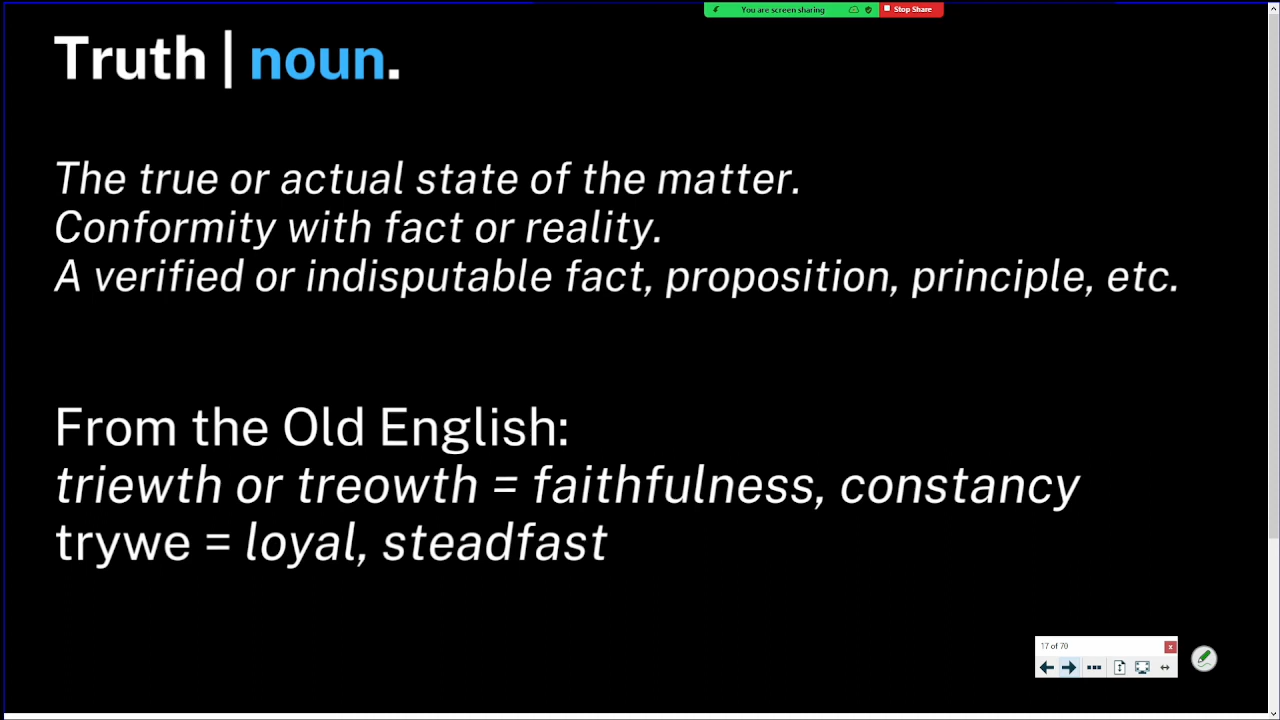 You are screen sharing
Stop Share
Truth | noun.
The true or actual state of the matter.
Conformity with fact or reality.
A verified or indisputable fact, proposition, principle, etc.
From the Old English:
triewth or treowth = faithfulness, constancy
trywe = loyal, steadfast
17 of 70
x